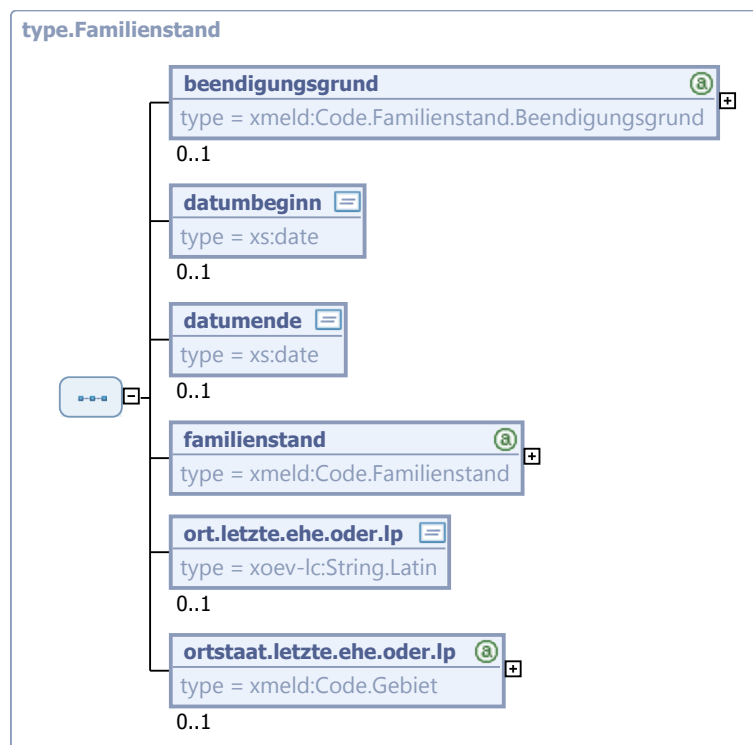 type.Familienstand
beendigungsgrund
type = xmeld:Code.Familienstand.Beendigungsgrund
0..1
datumbeginn
type = xs:date
0..1
datumende
type = xs:date
0..1
familienstand
type = xmeld:Code.Familienstand
ort.letzte.ehe.oder.lp
type = xoev-lc:String.Latin
0..1
ortstaat.letzte.ehe.oder.lp
type = xmeld:Code.Gebiet
0..1